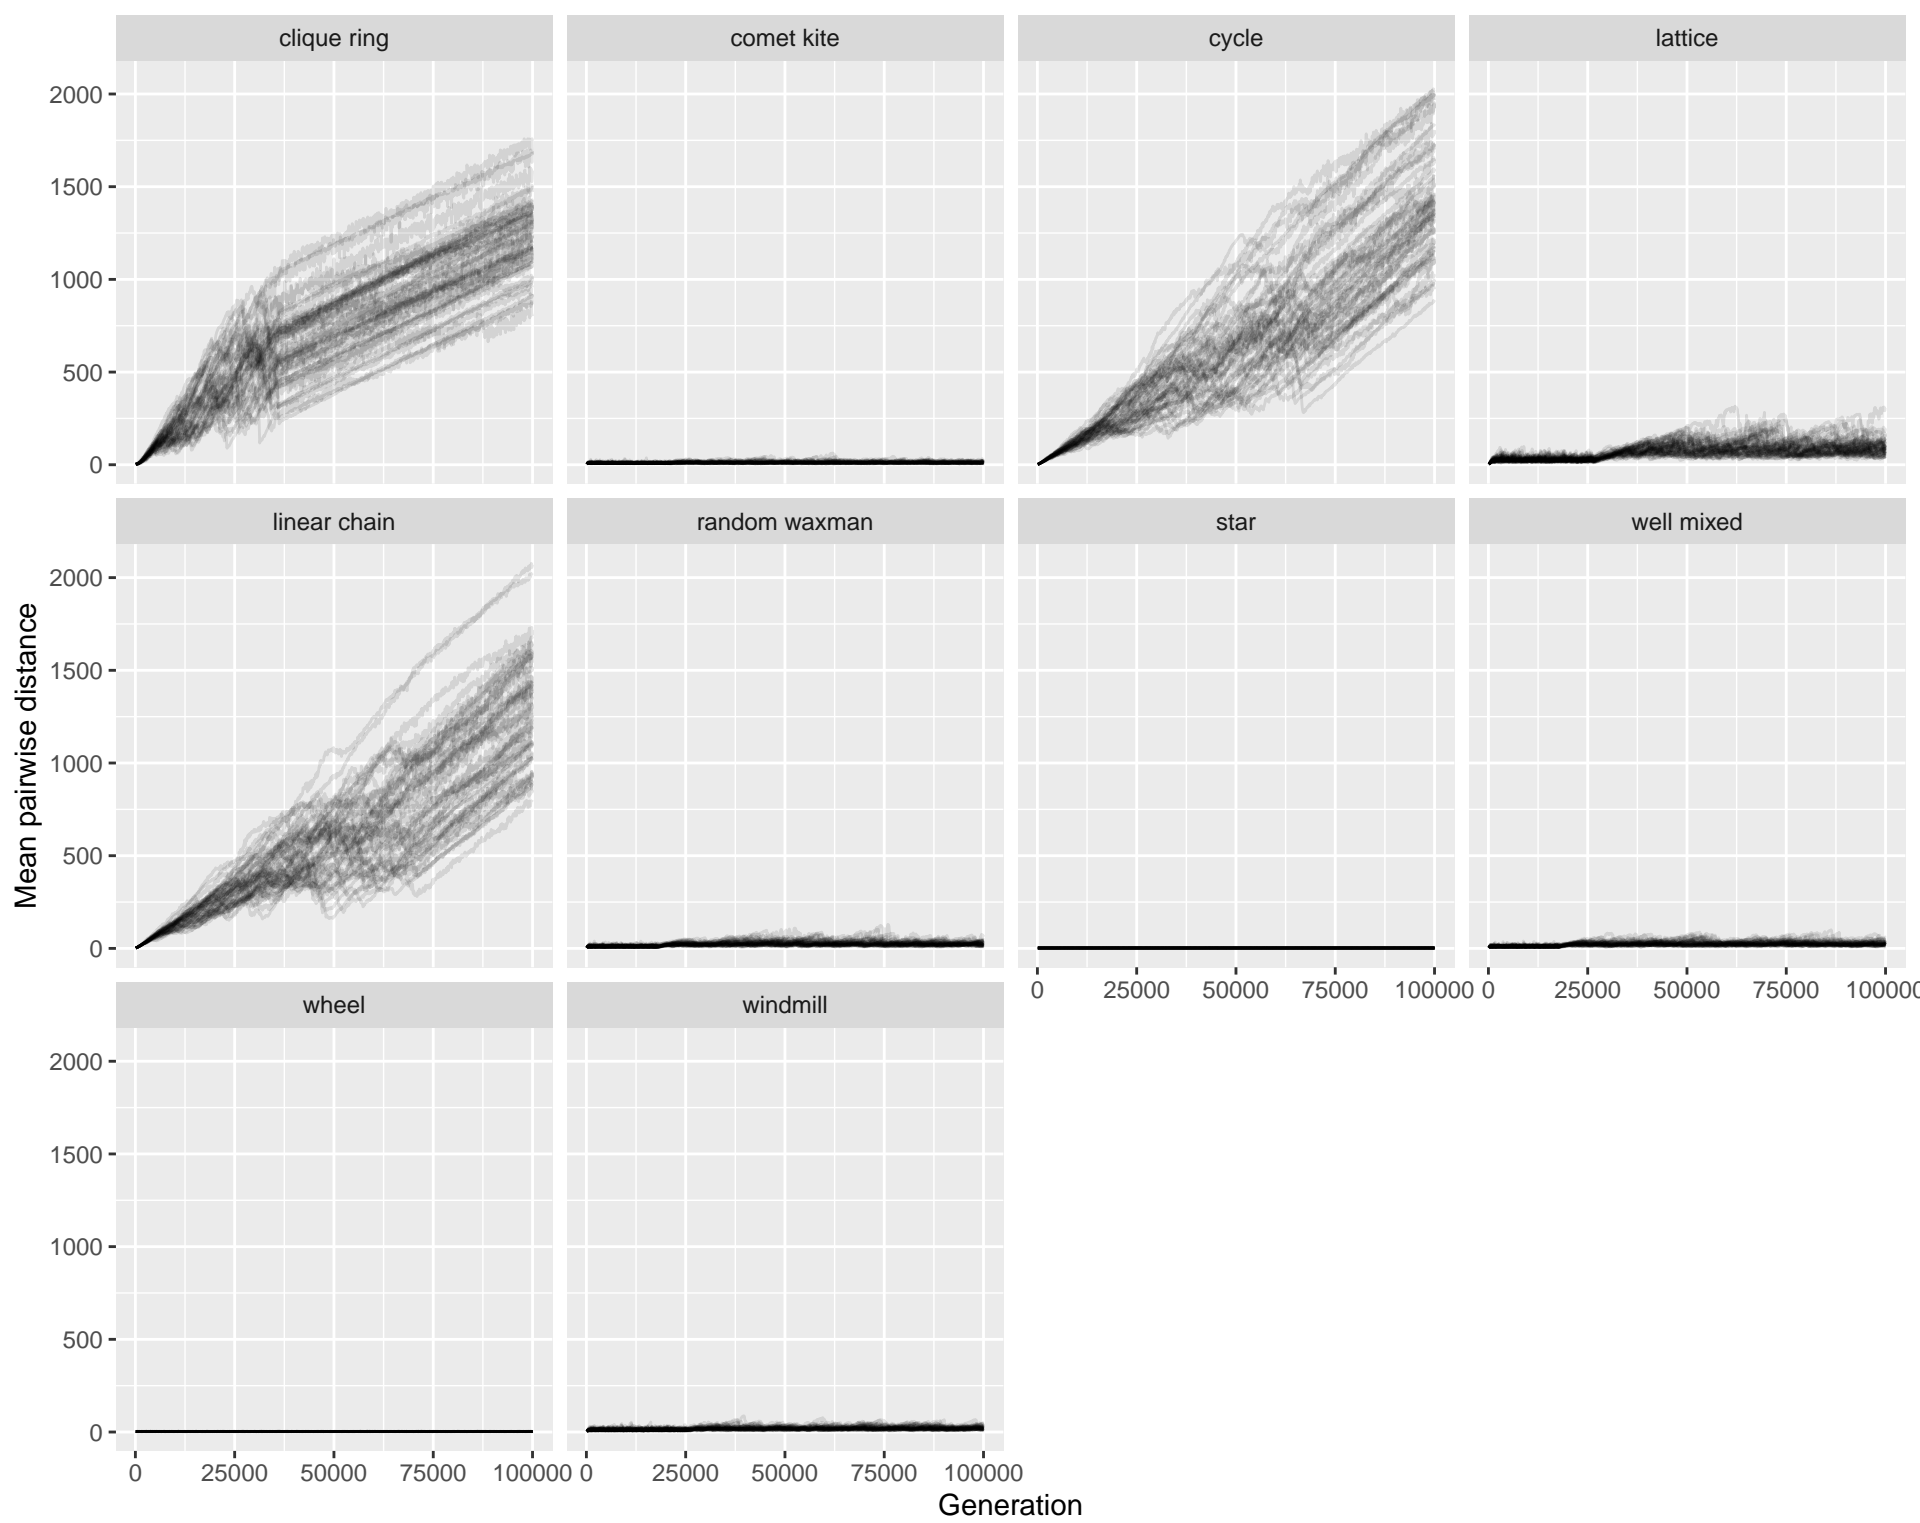 clique ring
comet kite
cycle
lattice
2000
1500
1000
500
0
linear chain
random waxman
star
well mixed
2000
1500
1000
500
0
0 25000 50000 75000 100000
0 25000 50000 75000 100000
wheel
windmill
2000
1500
1000
500
0
0 25000 50000 75000 100000
0 25000 50000 75000 100000
Mean pairwise distance
Generation